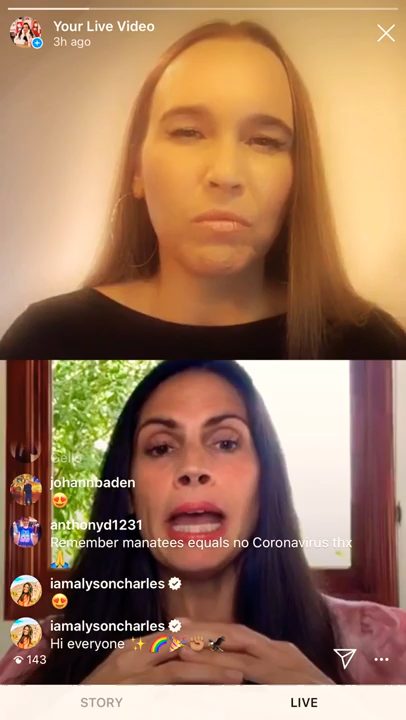 Your Live Video
3h ago
johannbaden
😍
anthonyd1231
Remember manatees equals no Coronavirus thx
🙏
iamalysoncharles
😍
iamalysoncharles
Hi everyone ✨🌈🎉
143
STORY
LIVE